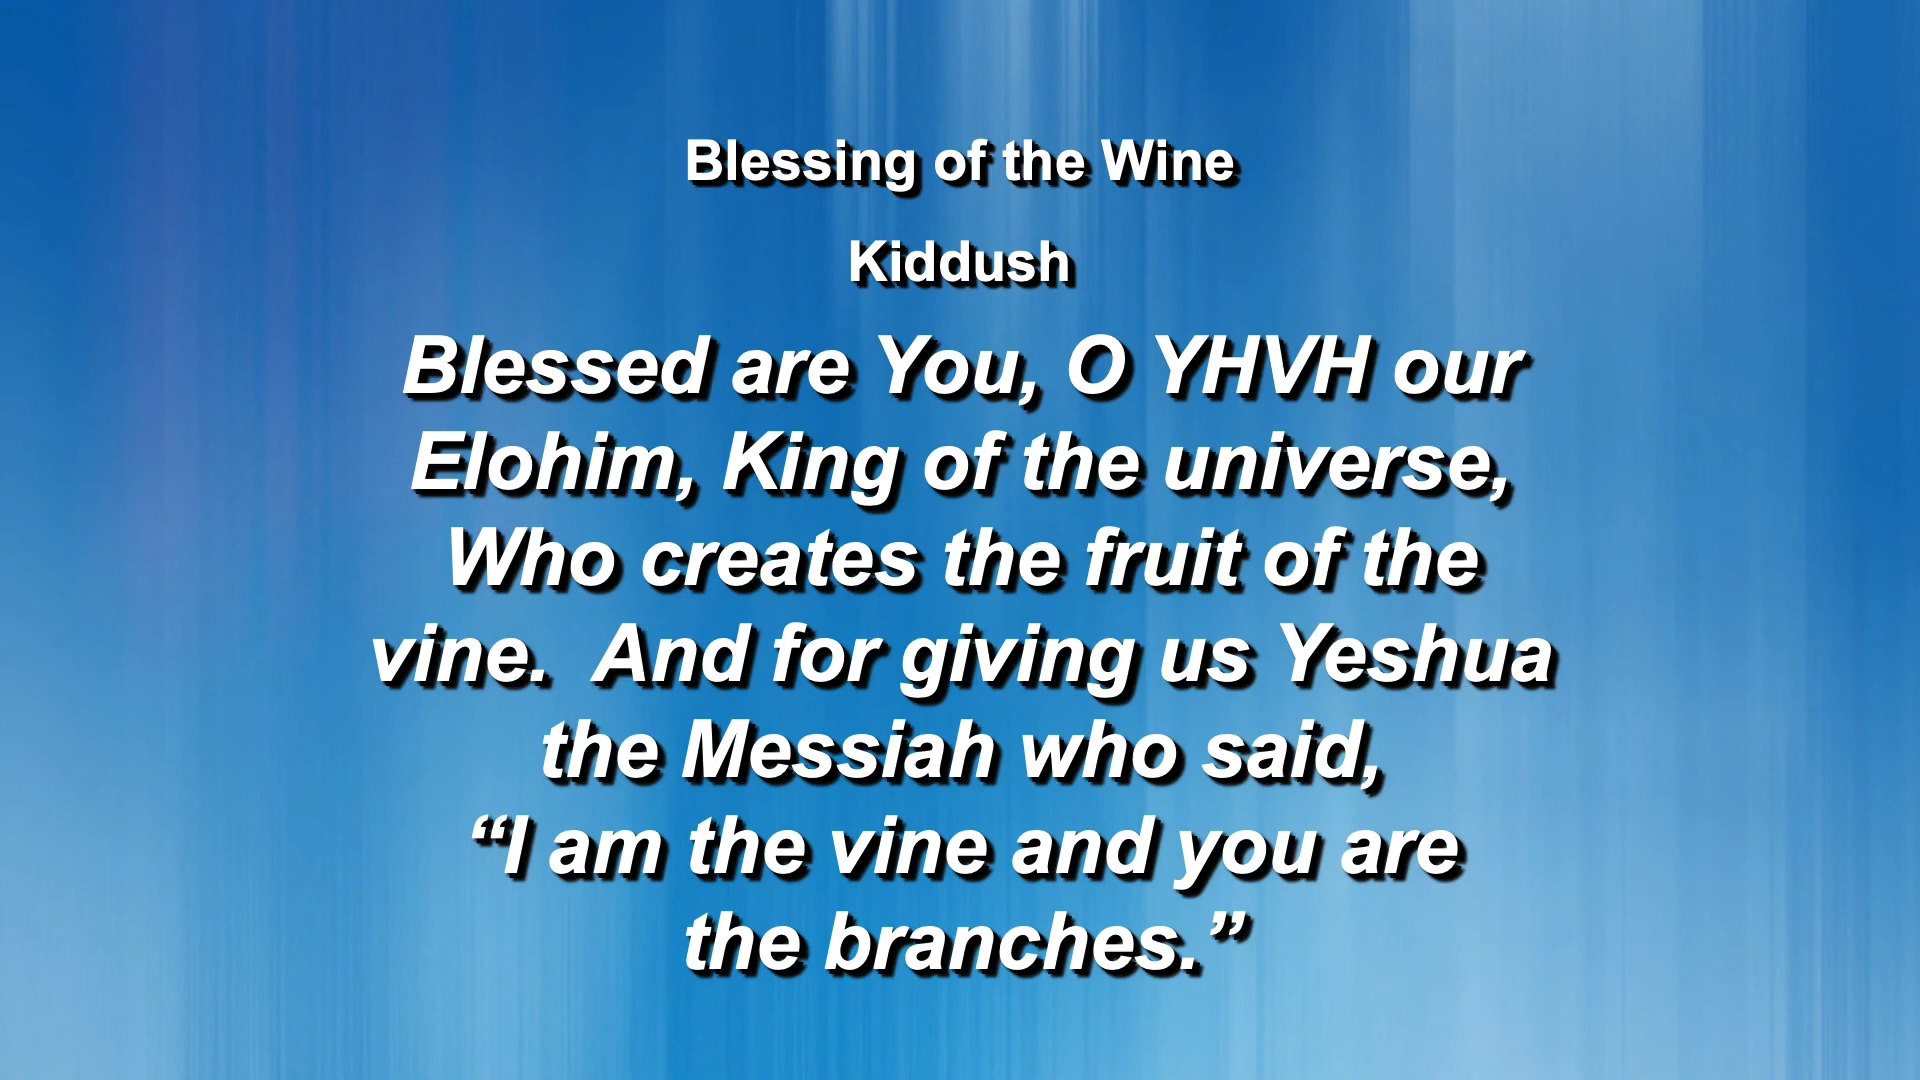 Blessing of the Wine
Kiddush
Blessed are You, O YHVH our
Elohim, King of the universe,
Who creates the fruit of the
vine.  And for giving us Yeshua
the Messiah who said,
“I am the vine and you are
the branches.”